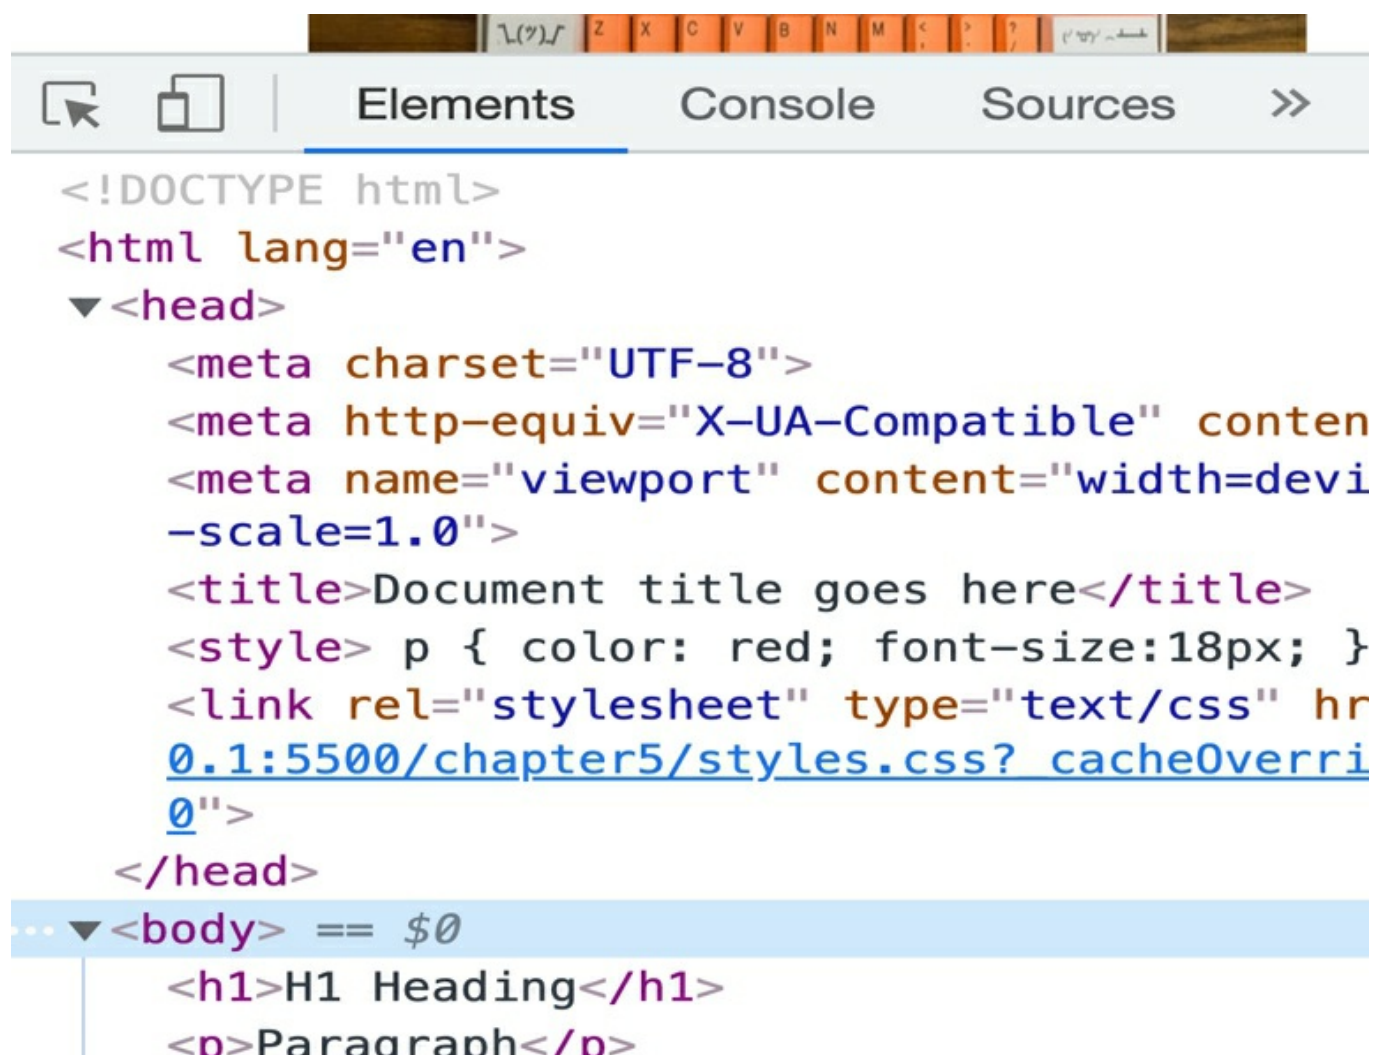 ¯\_(ツ)_/¯ Z X C V B N M < , > . ? /
Elements Console Sources »
<!DOCTYPE html>
<html lang="en">
▼<head>
<meta charset="UTF-8">
<meta http-equiv="X-UA-Compatible" conten
<meta name="viewport" content="width=devi
-scale=1.0">
<title>Document title goes here</title>
<style> p { color: red; font-size:18px; }
<link rel="stylesheet" type="text/css" hr
0.1:5500/chapter5/styles.css?_cacheOverri
0">
</head>
▼<body> == $0
<h1>H1 Heading</h1>
<p>Paragraph</p>